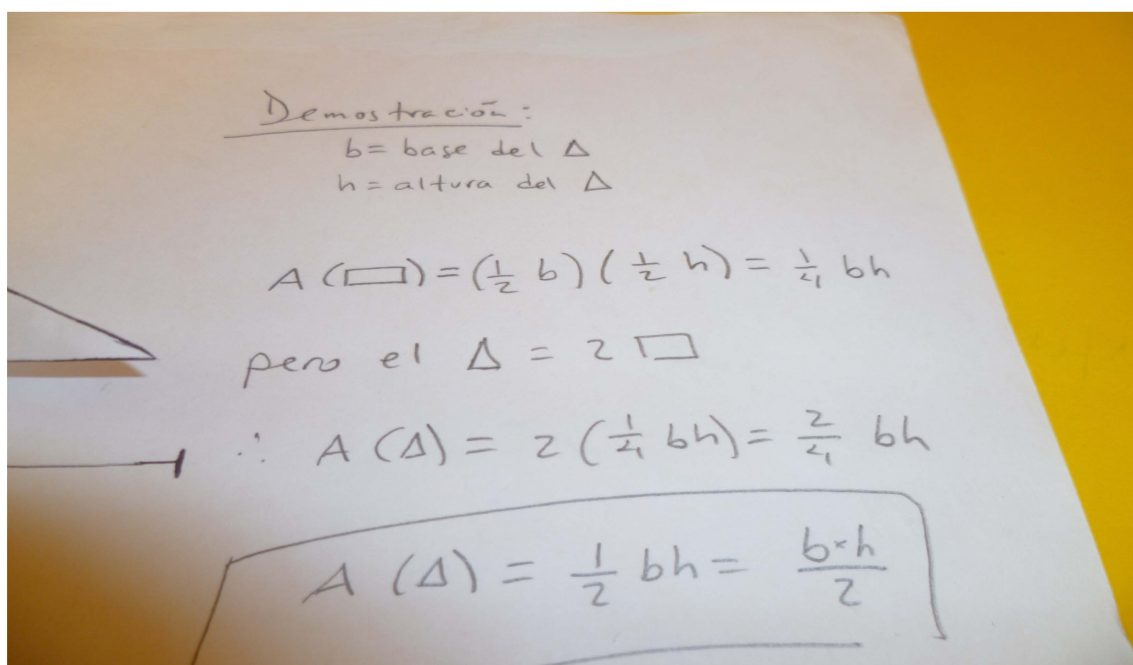 Demostración:
b = base del Δ
h = altura del Δ
A (▭) = (1/2 b) (1/2 h) = 1/4 bh
pero el Δ = 2 ▭
∴ A (Δ) = 2 (1/4 bh) = 2/4 bh
A (Δ) = 1/2 bh = b×h/2